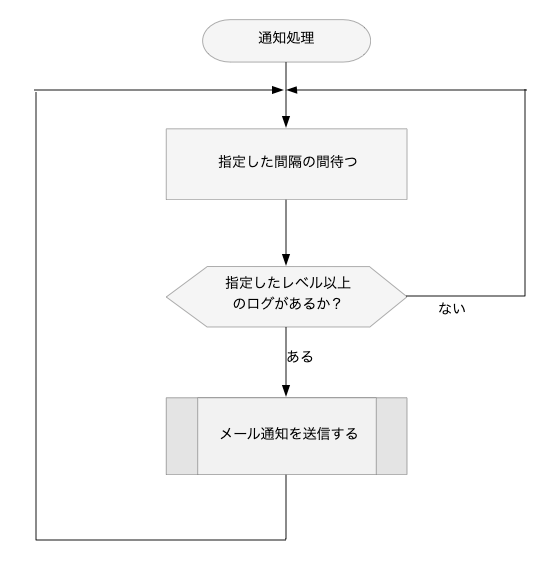 通知処理
指定した間隔の間待つ
指定したレベル以上
のログがあるか？
ない
ある
メール通知を送信する